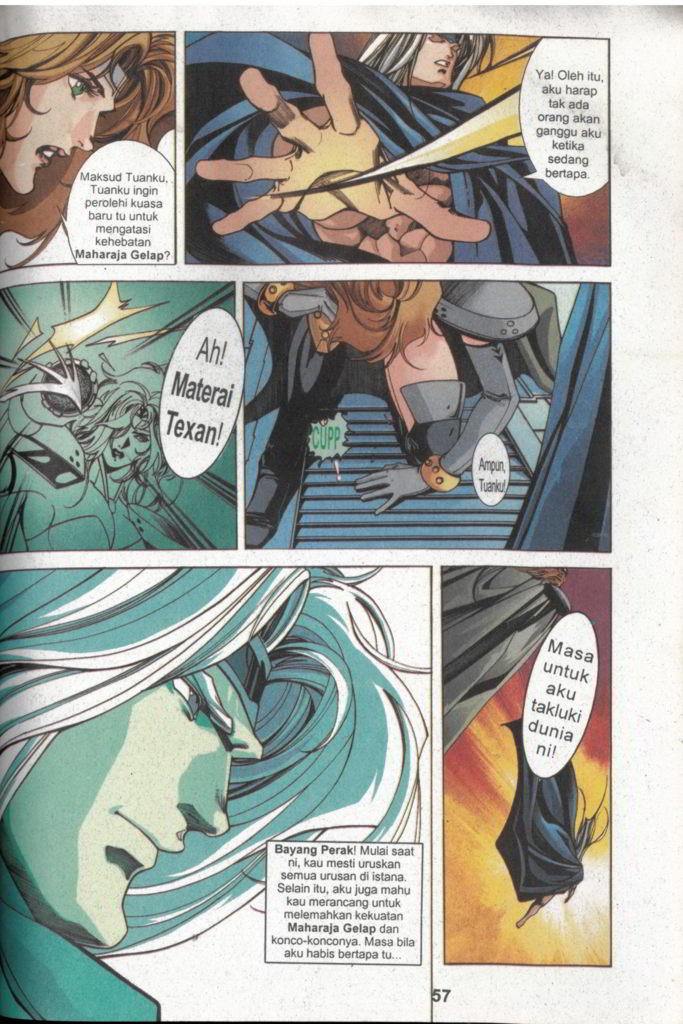 Maksud Tuanku,
Tuanku ingin
perolehi kuasa
baru tu untuk
mengatasi
kehebatan
Maharaja Gelap?
Ya! Oleh itu,
aku harap
tak ada
orang akan
ganggu aku
ketika
sedang
bertapa.
Ah!
Materai
Texan!
CUPP
Ampun,
Tuanku!
Bayang Perak! Mulai saat
ni, kau mesti uruskan
semua urusan di istana.
Selain itu, aku juga mahu
kau merancang untuk
melemahkan kekuatan
Maharaja Gelap dan
konco-konconya. Masa bila
aku habis bertapa tu...
Masa
untuk
aku
takluki
dunia
ni!
57